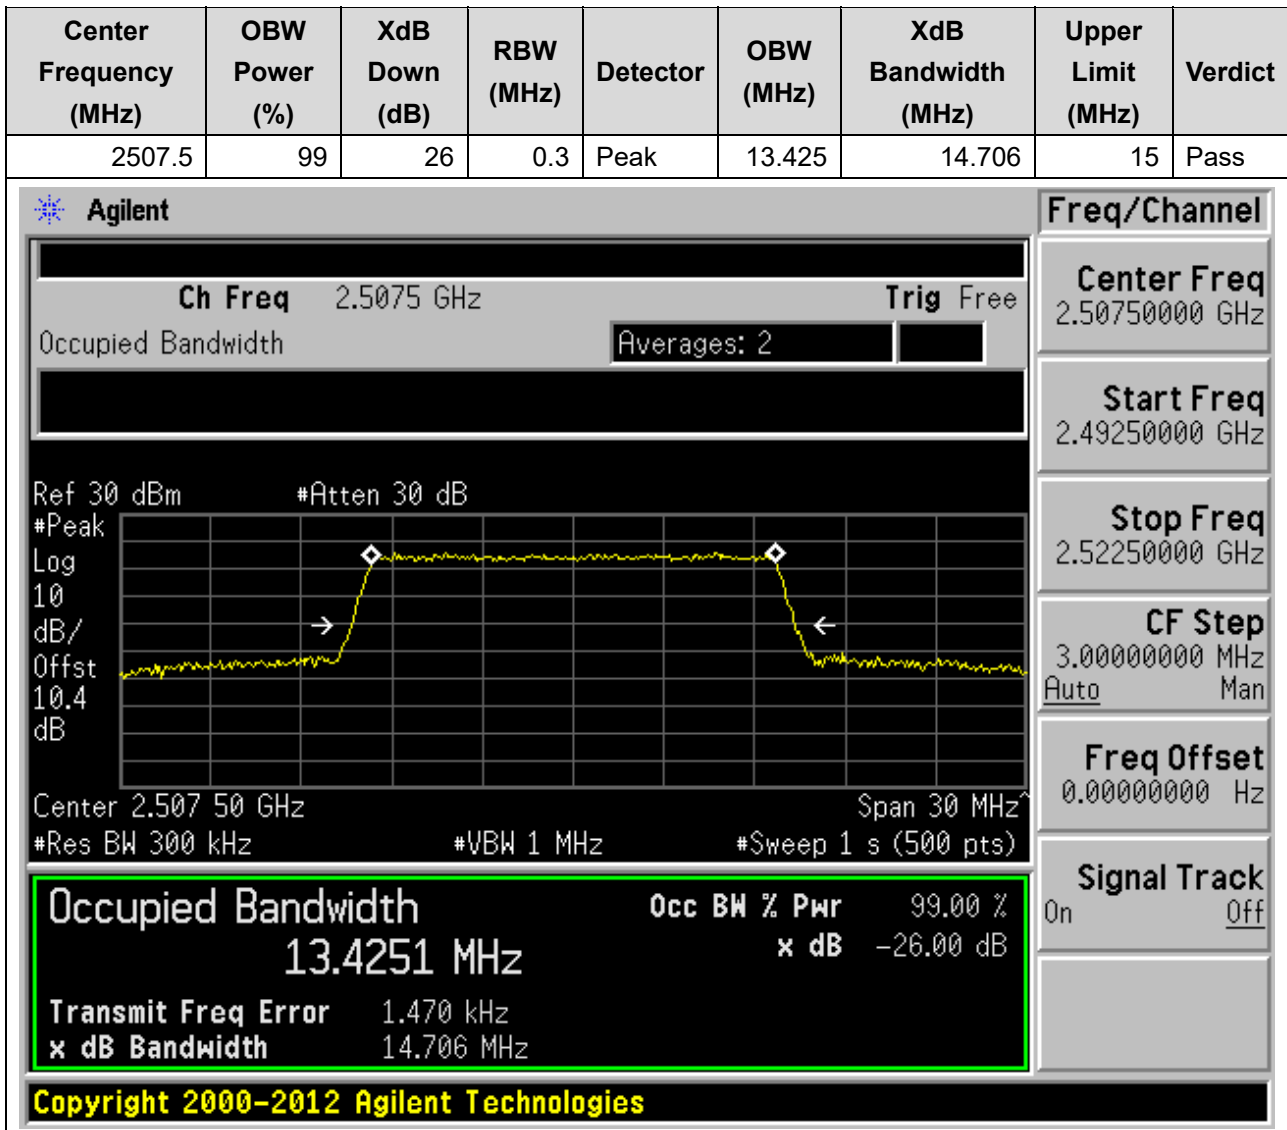 Center Frequency (MHz) OBW Power (%) XdB Down (dB) RBW (MHz) Detector OBW (MHz) XdB Bandwidth (MHz) Upper Limit (MHz) Verdict
2507.5 99 26 0.3 Peak 13.425 14.706 15 Pass
Agilent
Freq/Channel
Ch Freq 2.5075 GHz Trig Free
Occupied Bandwidth Averages: 2
Center Freq
2.50750000 GHz
Start Freq
2.49250000 GHz
Stop Freq
2.52250000 GHz
CF Step
3.00000000 MHz
Auto Man
Freq Offset
0.00000000 Hz
Signal Track
On Off
Ref 30 dBm #Atten 30 dB
#Peak
Log
10
dB/
Offst
10.4
dB
Center 2.507 50 GHz Span 30 MHz^
#Res BW 300 kHz #VBW 1 MHz #Sweep 1 s (500 pts)
Occupied Bandwidth Occ BW % Pwr 99.00 %
13.4251 MHz x dB -26.00 dB
Transmit Freq Error 1.470 kHz
x dB Bandwidth 14.706 MHz
Copyright 2000-2012 Agilent Technologies